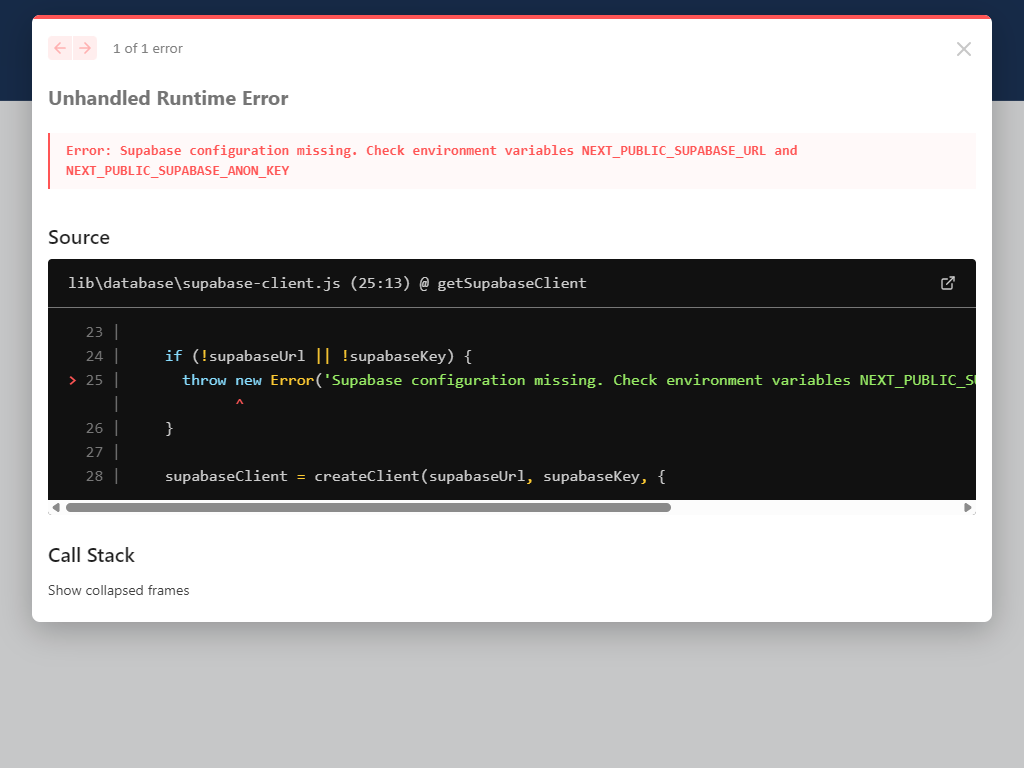 1 of 1 error
Unhandled Runtime Error
Error: Supabase configuration missing. Check environment variables NEXT_PUBLIC_SUPABASE_URL and
NEXT_PUBLIC_SUPABASE_ANON_KEY
Source
lib\database\supabase-client.js (25:13) @ getSupabaseClient
23 |
24 |     if (!supabaseUrl || !supabaseKey) {
> 25 |       throw new Error('Supabase configuration missing. Check environment variables NEXT_PUBLIC_SU
|             ^
26 |     }
27 |
28 |     supabaseClient = createClient(supabaseUrl, supabaseKey, {
Call Stack
Show collapsed frames